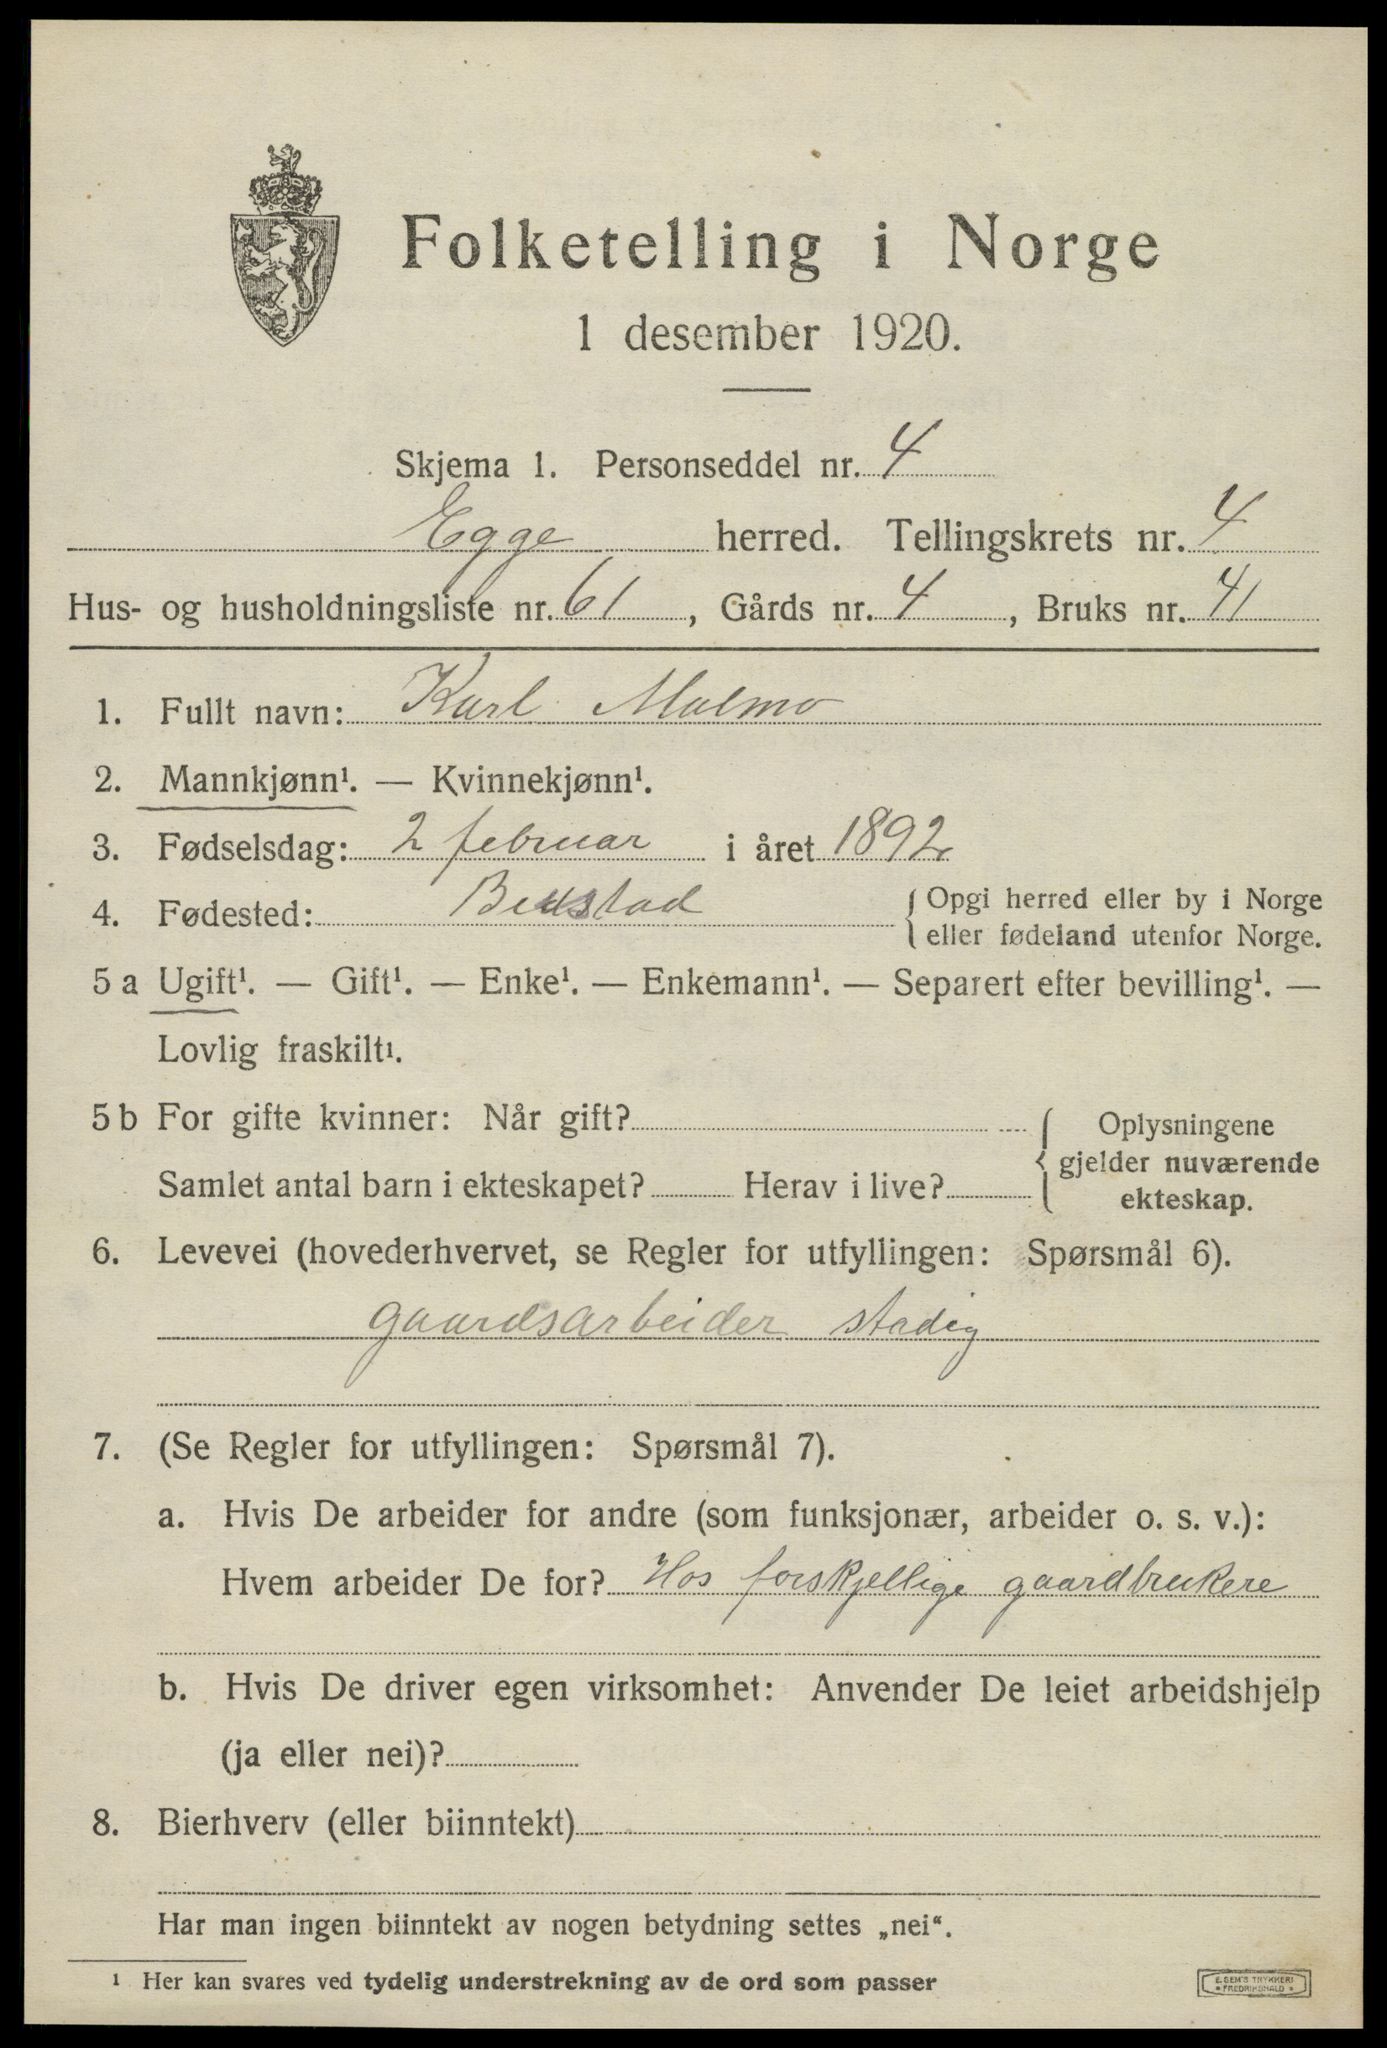 Folketelling i Norge
1 desember 1920.
Skjema 1. Personseddel nr. 4
Egge herred. Tellingskrets nr. 4
Hus- og husholdningsliste nr. 61, Gårds nr. 4, Bruks nr. 41
1. Fullt navn: Karl Malmo
2. Mannkjønn¹. — Kvinnekjønn¹.
3. Fødselsdag: 2 februar i året 1892
4. Fødested: Beitstad { Opgi herred eller by i Norge
eller fødeland utenfor Norge.
5 a Ugift¹. — Gift¹. — Enke¹. — Enkemann¹. — Separert efter bevilling¹. —
Lovlig fraskilt¹.
5 b For gifte kvinner: Når gift? { Oplysningene
gjelder nuværende
Samlet antal barn i ekteskapet? Herav i live? ekteskap.
6. Levevei (hovederhvervet, se Regler for utfyllingen: Spørsmål 6).
gaardsarbeider stadig
7. (Se Regler for utfyllingen: Spørsmål 7).
a. Hvis De arbeider for andre (som funksjonær, arbeider o. s. v.):
Hvem arbeider De for? Hos forskjellige gaardbrukere
b. Hvis De driver egen virksomhet: Anvender De leiet arbeidshjelp
(ja eller nei)?
8. Bierhverv (eller biinntekt)
Har man ingen biinntekt av nogen betydning settes „nei“.
¹ Her kan svares ved tydelig understrekning av de ord som passer
E. SEM'S TRYKKERI
* FREDRIKSHALD *